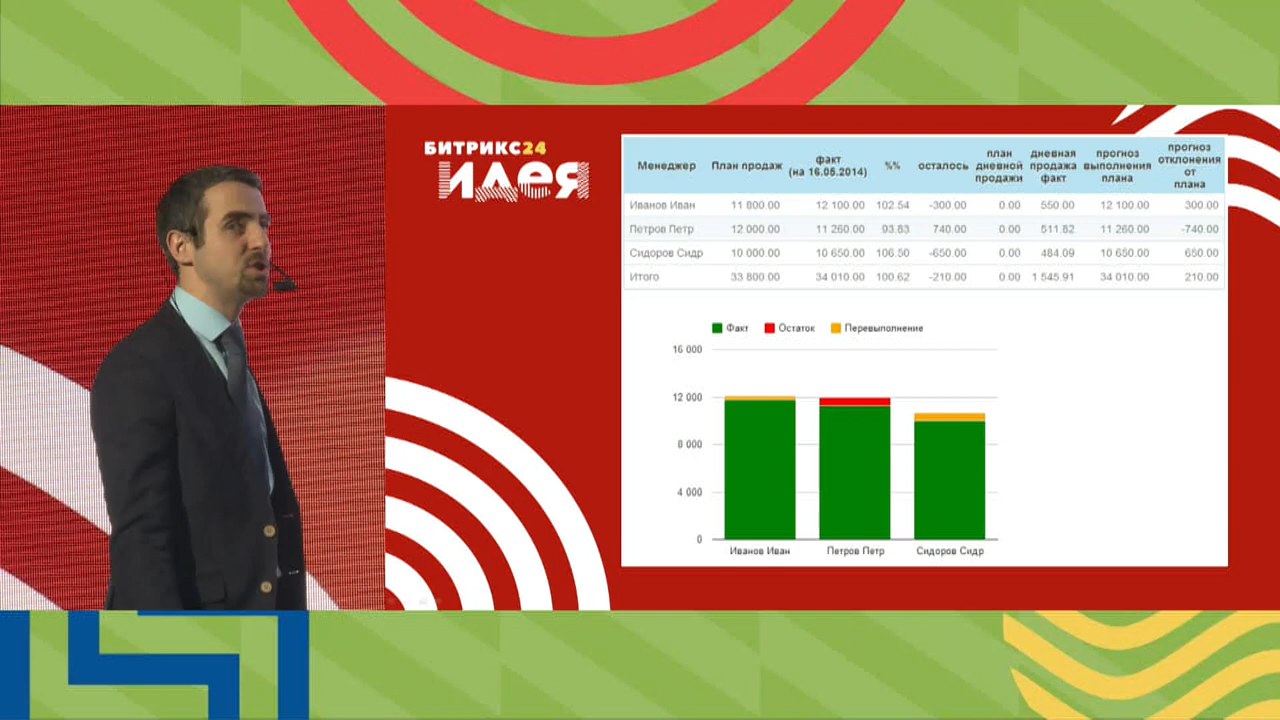 БИТРИКС24
идея
Менеджер План продаж факт (на 16.05.2014) %% осталось план дневной продажи дневная продажа факт прогноз выполнения плана прогноз отклонения от плана
Иванов Иван 11 800.00 12 100.00 102.54 -300.00 0.00 550.00 12 100.00 300.00
Петров Петр 12 000.00 11 260.00 93.83 740.00 0.00 511.82 11 260.00 -740.00
Сидоров Сидр 10 000.00 10 650.00 106.50 -650.00 0.00 484.09 10 650.00 650.00
Итого 33 800.00 34 010.00 100.62 -210.00 0.00 1 545.91 34 010.00 210.00
Факт Остаток Перевыполнение
16 000
12 000
8 000
4 000
0
Иванов Иван Петров Петр Сидоров Сидр